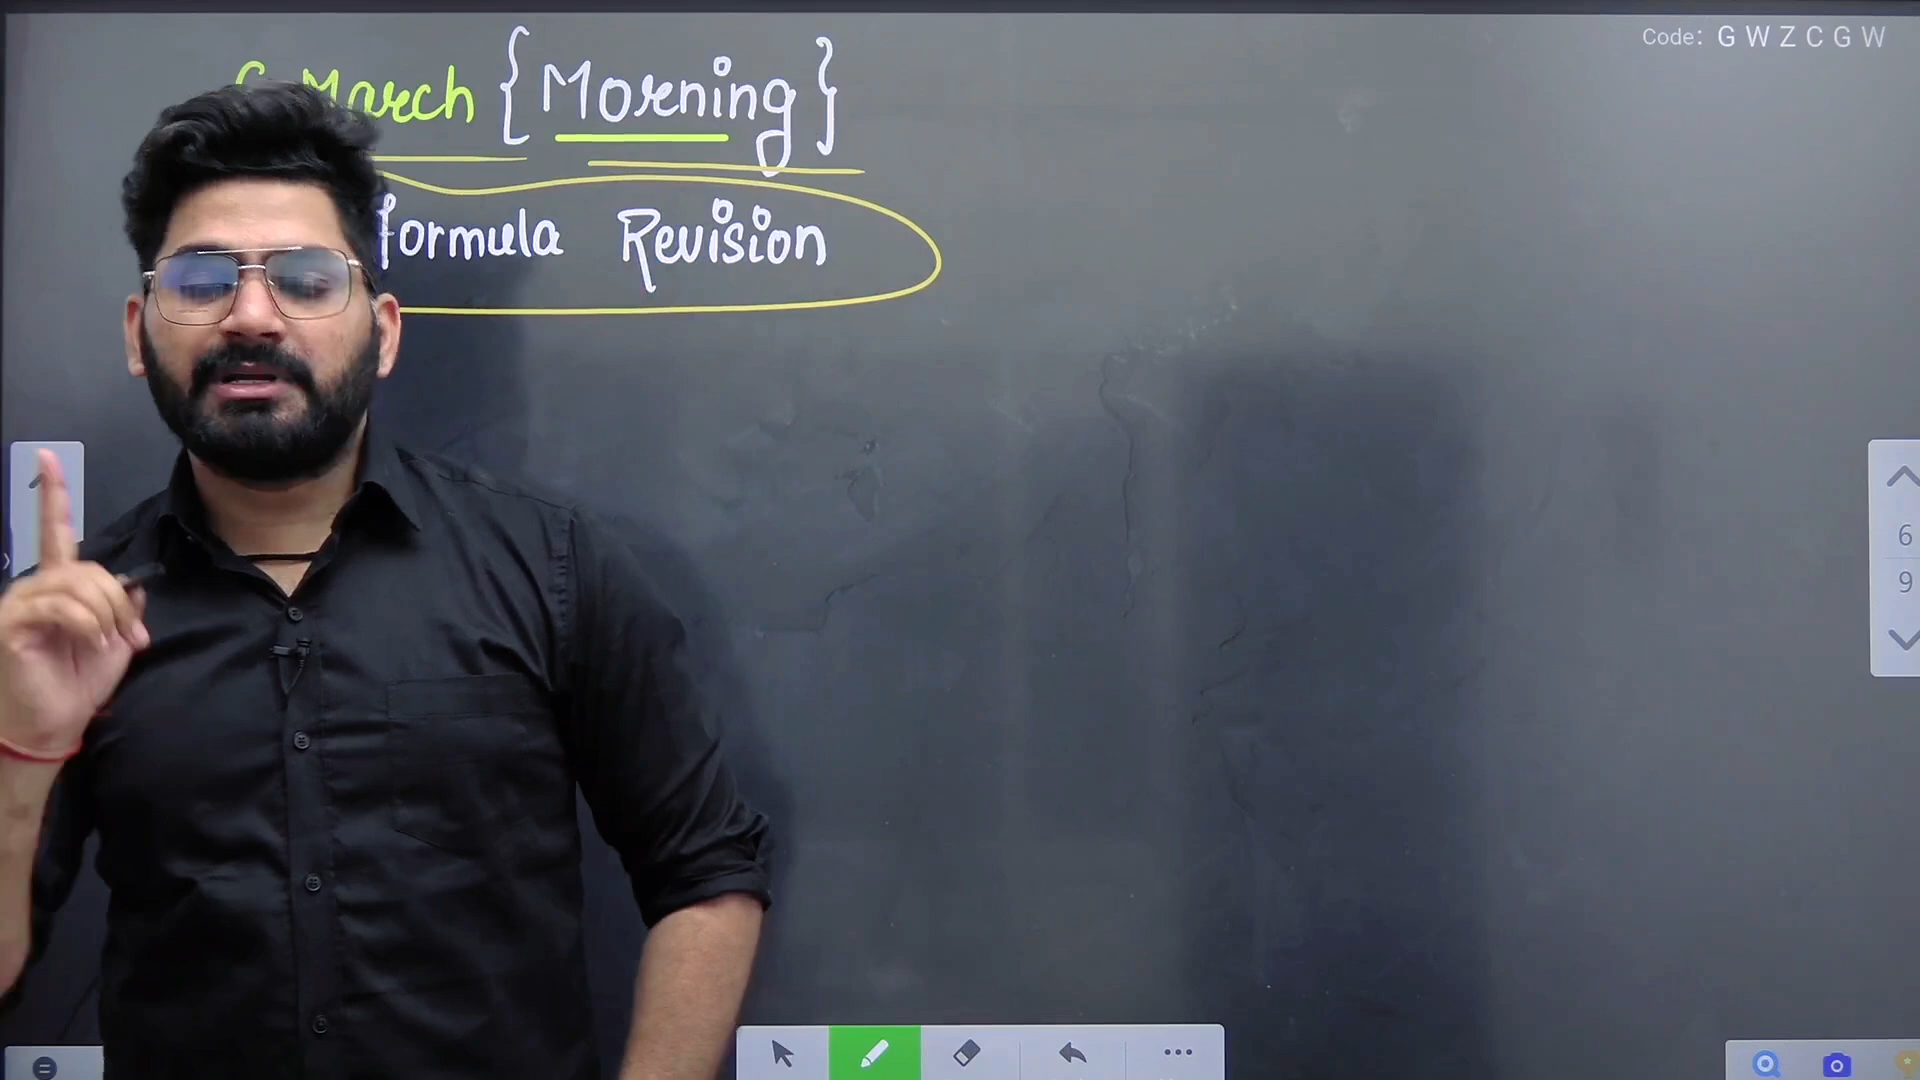 Code: G W Z C G W
March { Morning }
formula Revision
6
9